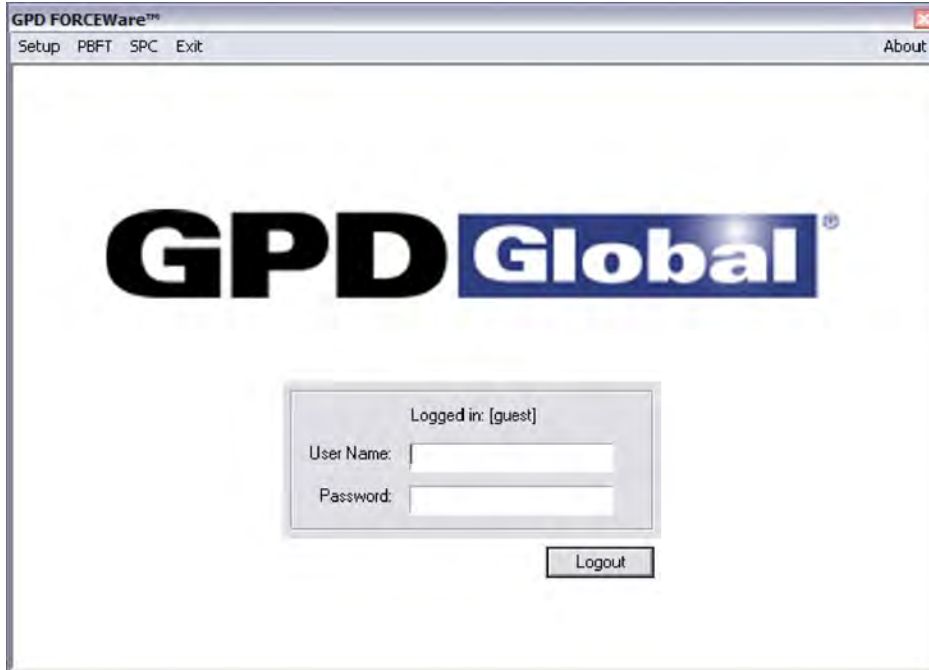 GPD FORCEWare™
Setup PBFT SPC Exit About
GPD Global®
Logged in: [guest]
User Name:
Password:
Logout